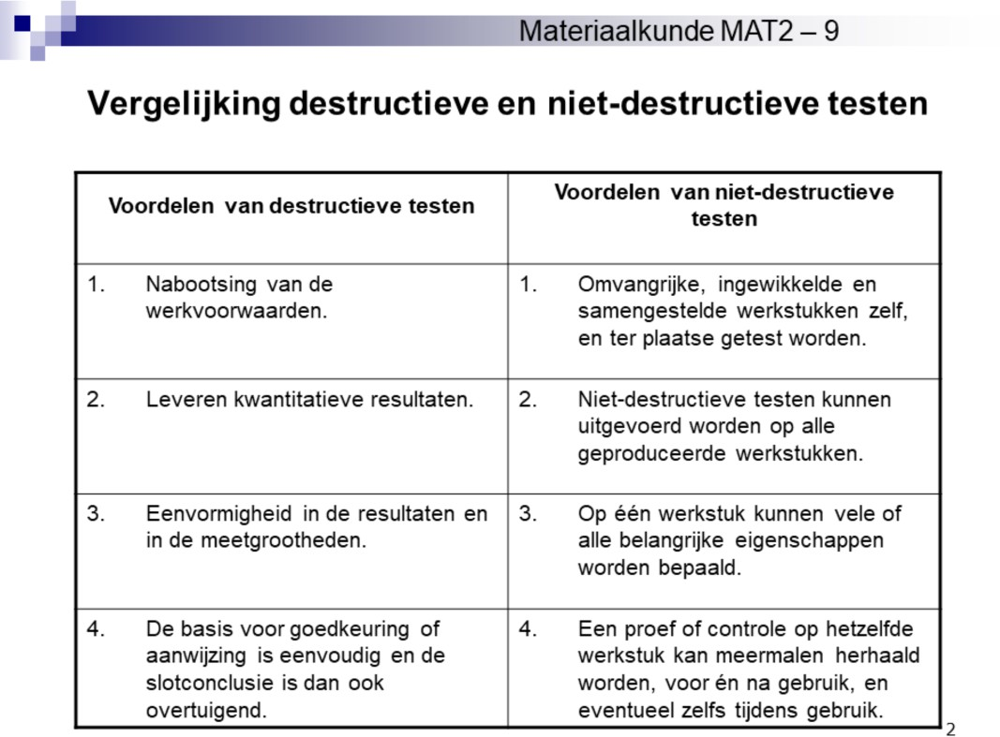 Materiaalkunde MAT2 – 9
Vergelijking destructieve en niet-destructieve testen
Voordelen van destructieve testen
Voordelen van niet-destructieve
testen
1. Nabootsing van de
werkvoorwaarden.
1. Omvangrijke, ingewikkelde en
samengestelde werkstukken zelf,
en ter plaatse getest worden.
2. Leveren kwantitatieve resultaten.
2. Niet-destructieve testen kunnen
uitgevoerd worden op alle
geproduceerde werkstukken.
3. Eenvormigheid in de resultaten en
in de meetgrootheden.
3. Op één werkstuk kunnen vele of
alle belangrijke eigenschappen
worden bepaald.
4. De basis voor goedkeuring of
aanwijzing is eenvoudig en de
slotconclusie is dan ook
overtuigend.
4. Een proef of controle op hetzelfde
werkstuk kan meermalen herhaald
worden, voor én na gebruik, en
eventueel zelfs tijdens gebruik.
2